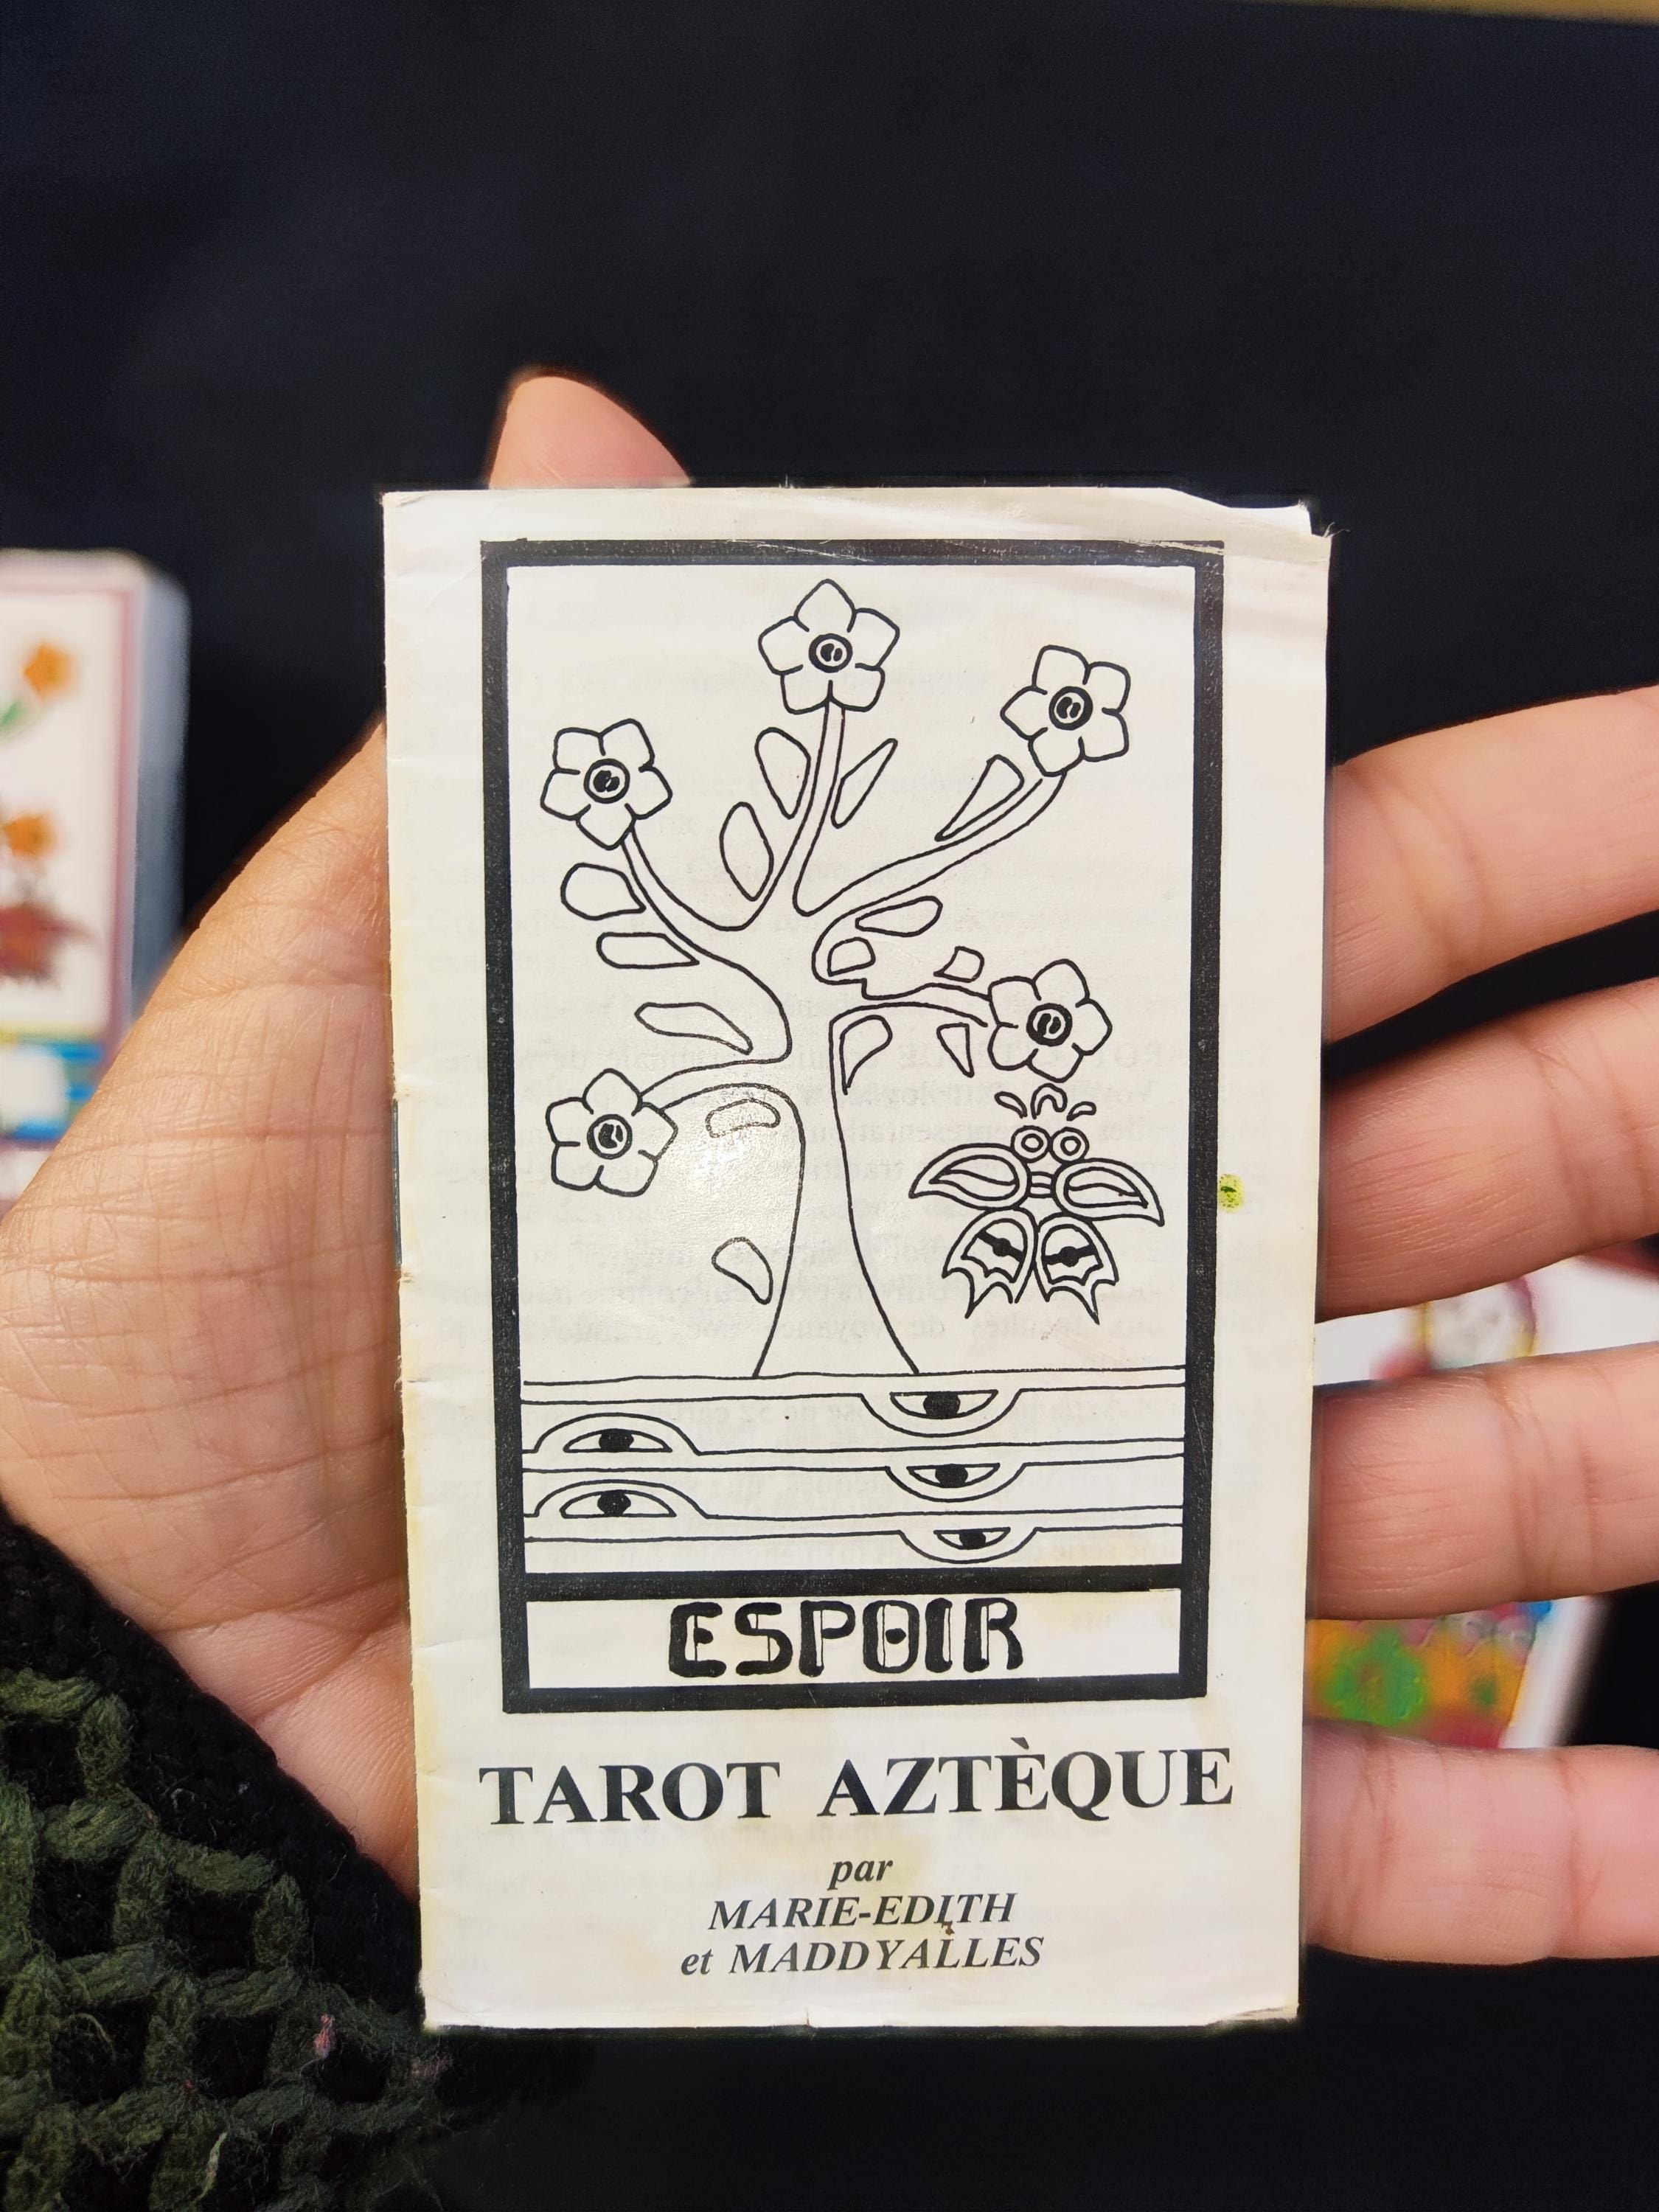 ESPOIR
TAROT AZTÈQUE
par
MARIE-EDITH
et MADDYALLES